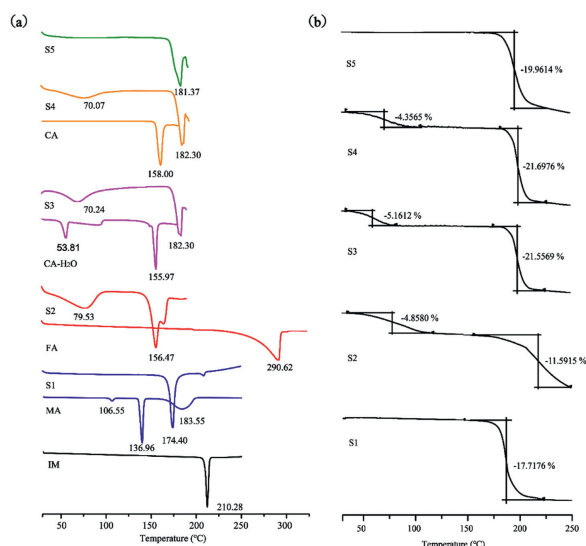 (a)
S5
181.37
S4
70.07
CA
182.30
158.00
S3
70.24
182.30
53.81
CA-H2O
155.97
S2
79.53
FA
156.47
290.62
S1
MA
106.55
183.55
136.96
174.40
IM
210.28
50 100 150 200 250 300
Temperature (°C)
(b)
-19.9614 %
S5
-4.3565 %
S4
-21.6976 %
-5.1612 %
S3
-21.5569 %
-4.8580 %
S2
-11.5915 %
-17.7176 %
S1
50 100 150 200 250
Temperature (°C)